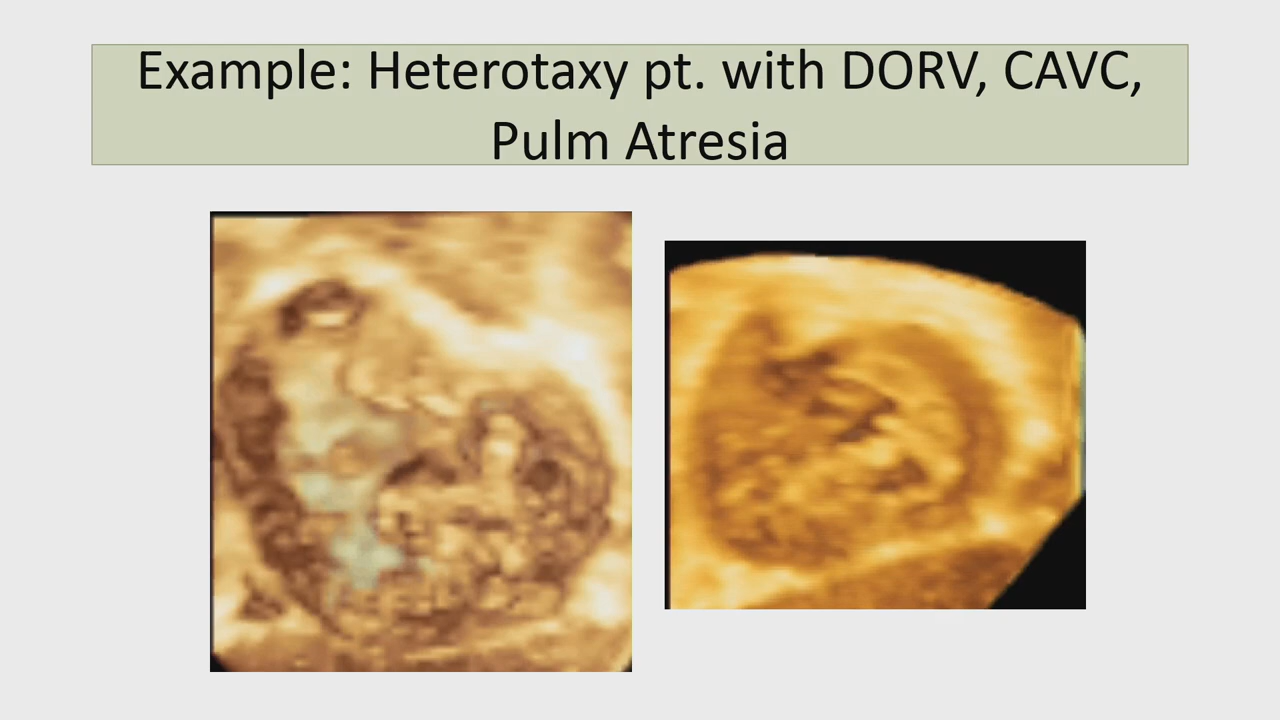 Example: Heterotaxy pt. with DORV, CAVC,
Pulm Atresia